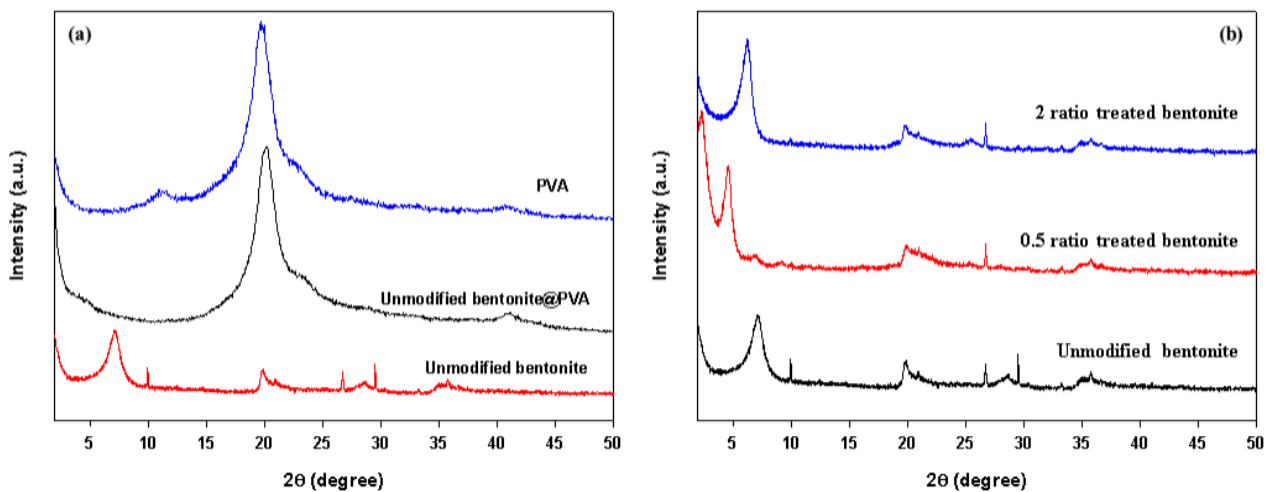 (a)
PVA
Unmodified bentonite@PVA
Unmodified bentonite
5 10 15 20 25 30 35 40 45 50
2θ (degree)
Intensity (a.u.)
(b)
2 ratio treated bentonite
0.5 ratio treated bentonite
Unmodified bentonite
5 10 15 20 25 30 35 40 45 50
2θ (degree)
Intensity (a.u.)